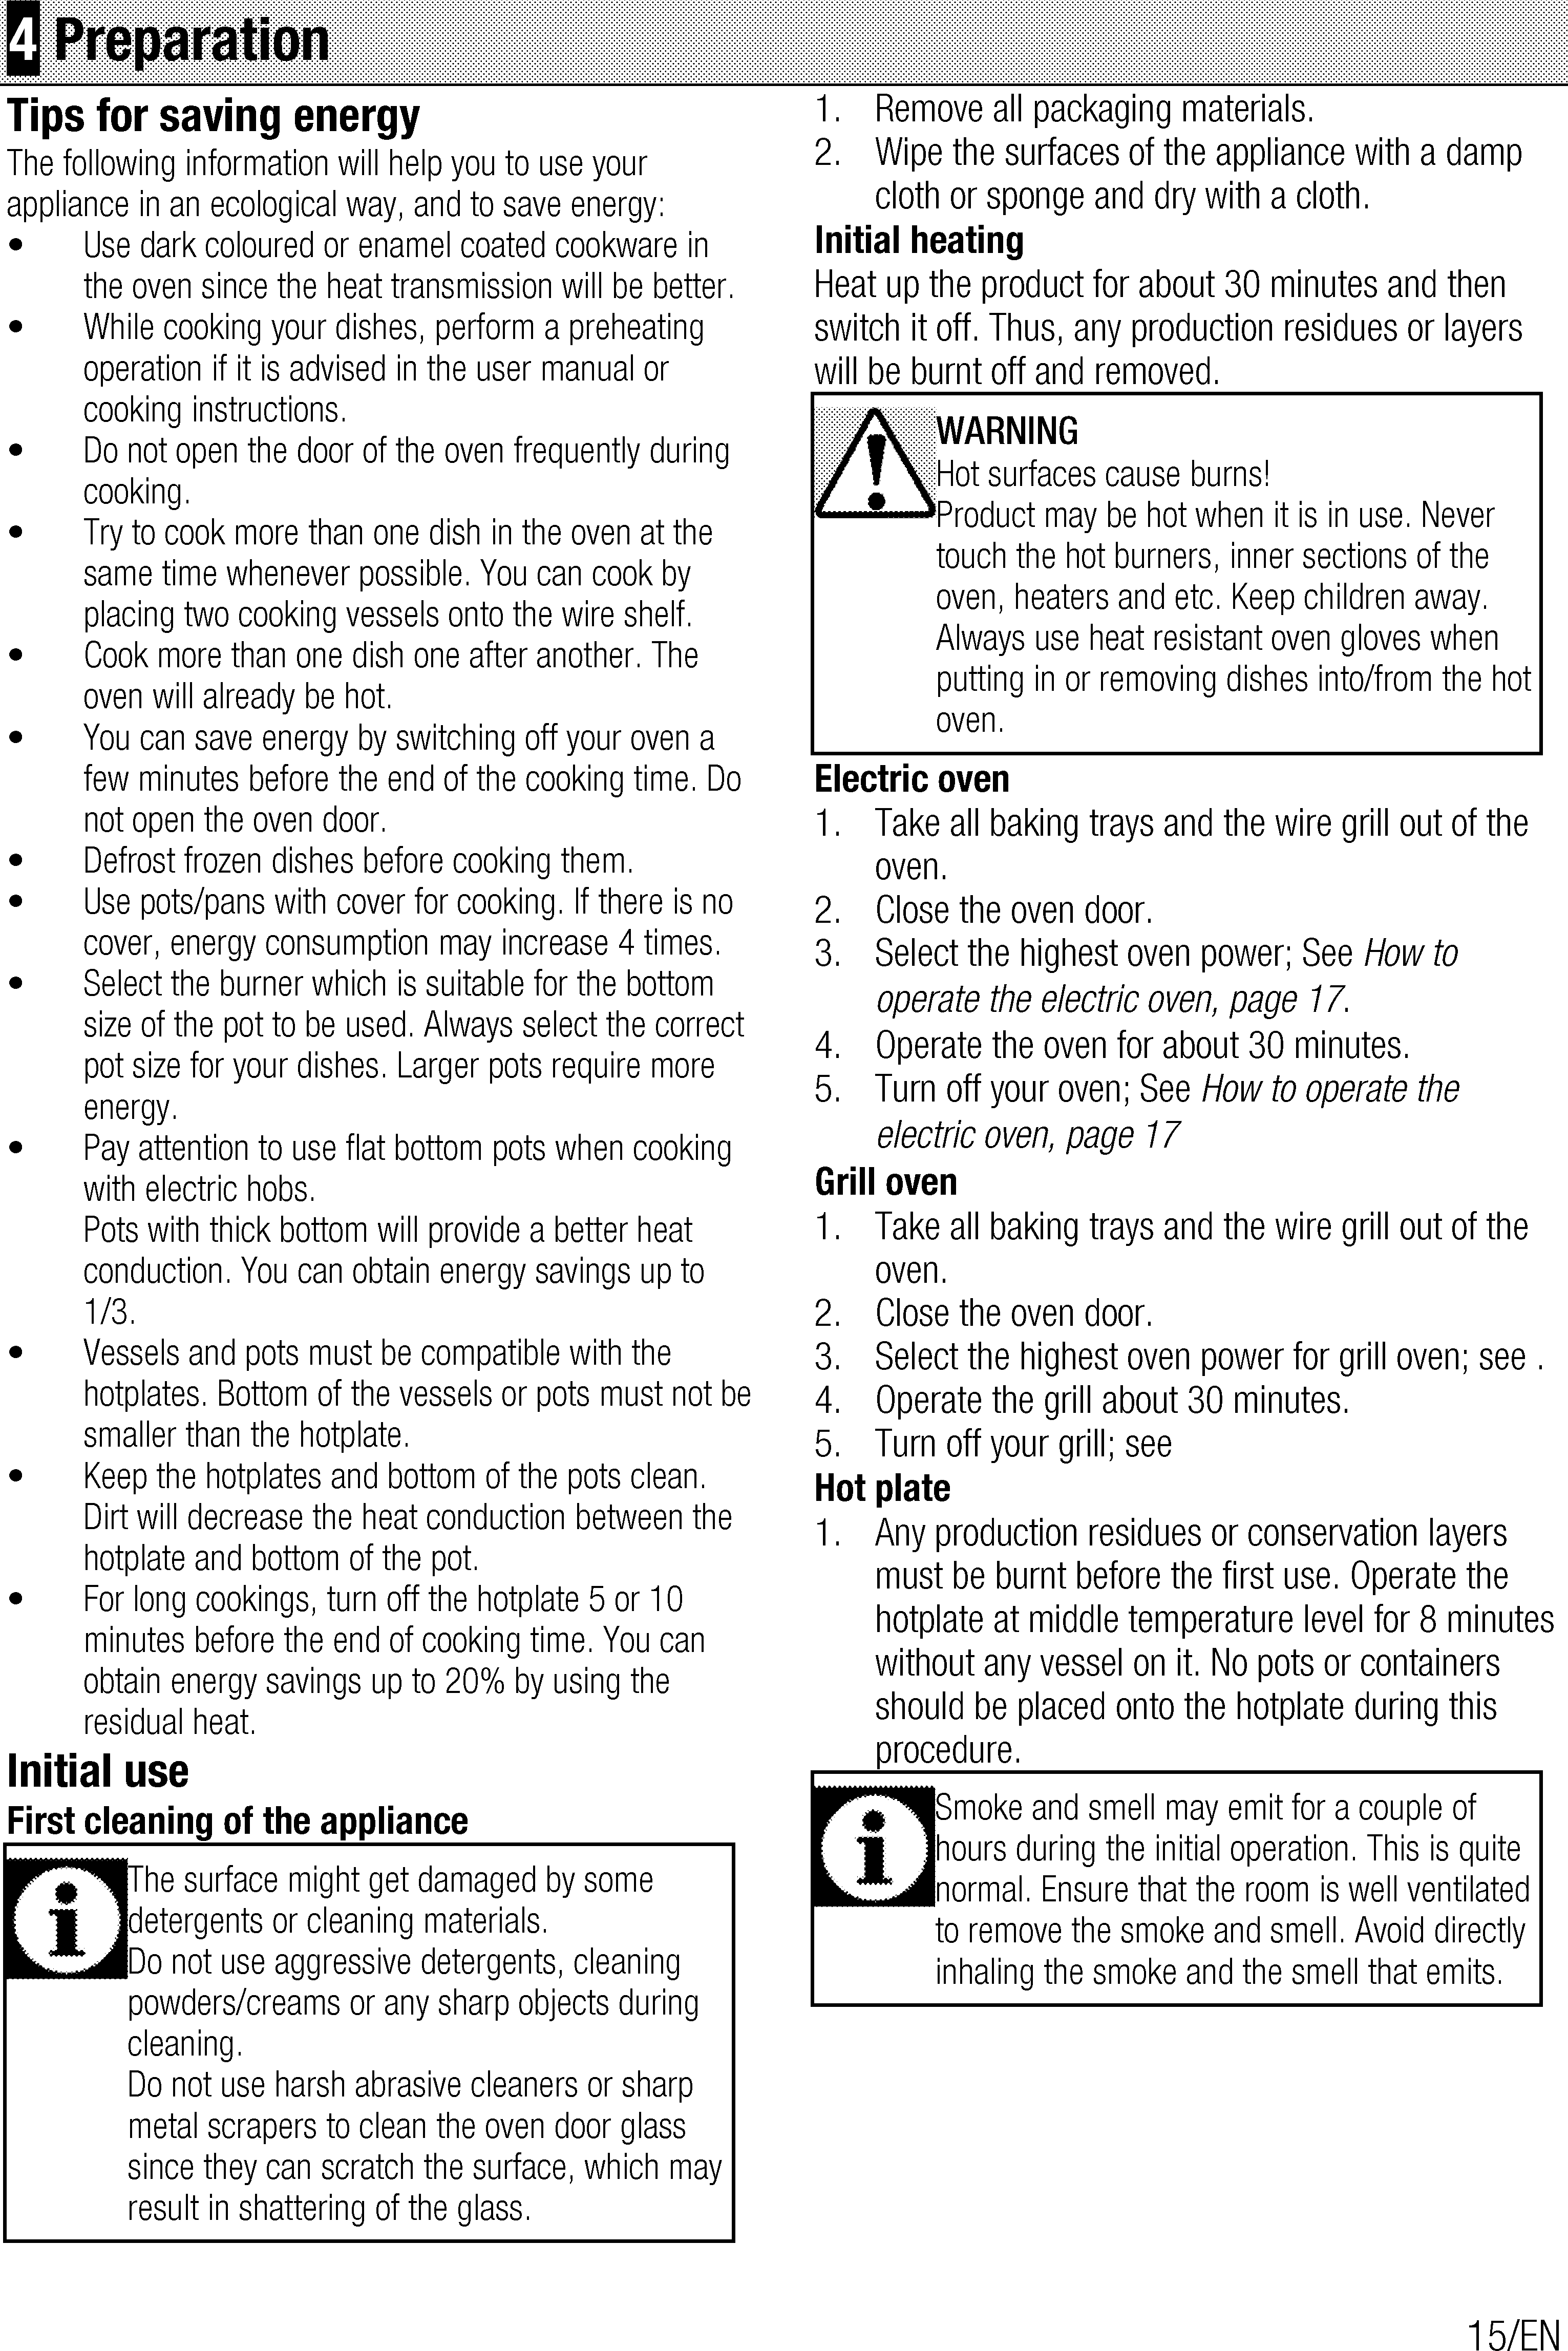 4 Preparation
Tips for saving energy
The following information will help you to use your
appliance in an ecological way, and to save energy:
• Use dark coloured or enamel coated cookware in
the oven since the heat transmission will be better.
• While cooking your dishes, perform a preheating
operation if it is advised in the user manual or
cooking instructions.
• Do not open the door of the oven frequently during
cooking.
• Try to cook more than one dish in the oven at the
same time whenever possible. You can cook by
placing two cooking vessels onto the wire shelf.
• Cook more than one dish one after another. The
oven will already be hot.
• You can save energy by switching off your oven a
few minutes before the end of the cooking time. Do
not open the oven door.
• Defrost frozen dishes before cooking them.
• Use pots/pans with cover for cooking. If there is no
cover, energy consumption may increase 4 times.
• Select the burner which is suitable for the bottom
size of the pot to be used. Always select the correct
pot size for your dishes. Larger pots require more
energy.
• Pay attention to use flat bottom pots when cooking
with electric hobs.
Pots with thick bottom will provide a better heat
conduction. You can obtain energy savings up to
1/3.
• Vessels and pots must be compatible with the
hotplates. Bottom of the vessels or pots must not be
smaller than the hotplate.
• Keep the hotplates and bottom of the pots clean.
Dirt will decrease the heat conduction between the
hotplate and bottom of the pot.
• For long cookings, turn off the hotplate 5 or 10
minutes before the end of cooking time. You can
obtain energy savings up to 20% by using the
residual heat.
Initial use
First cleaning of the appliance
The surface might get damaged by some
detergents or cleaning materials.
Do not use aggressive detergents, cleaning
powders/creams or any sharp objects during
cleaning.
Do not use harsh abrasive cleaners or sharp
metal scrapers to clean the oven door glass
since they can scratch the surface, which may
result in shattering of the glass.
1. Remove all packaging materials.
2. Wipe the surfaces of the appliance with a damp
cloth or sponge and dry with a cloth.
Initial heating
Heat up the product for about 30 minutes and then
switch it off. Thus, any production residues or layers
will be burnt off and removed.
WARNING
Hot surfaces cause burns!
Product may be hot when it is in use. Never
touch the hot burners, inner sections of the
oven, heaters and etc. Keep children away.
Always use heat resistant oven gloves when
putting in or removing dishes into/from the hot
oven.
Electric oven
1. Take all baking trays and the wire grill out of the
oven.
2. Close the oven door.
3. Select the highest oven power; See How to
operate the electric oven, page 17.
4. Operate the oven for about 30 minutes.
5. Turn off your oven; See How to operate the
electric oven, page 17
Grill oven
1. Take all baking trays and the wire grill out of the
oven.
2. Close the oven door.
3. Select the highest oven power for grill oven; see .
4. Operate the grill about 30 minutes.
5. Turn off your grill; see
Hot plate
1. Any production residues or conservation layers
must be burnt before the first use. Operate the
hotplate at middle temperature level for 8 minutes
without any vessel on it. No pots or containers
should be placed onto the hotplate during this
procedure.
Smoke and smell may emit for a couple of
hours during the initial operation. This is quite
normal. Ensure that the room is well ventilated
to remove the smoke and smell. Avoid directly
inhaling the smoke and the smell that emits.
15/EN